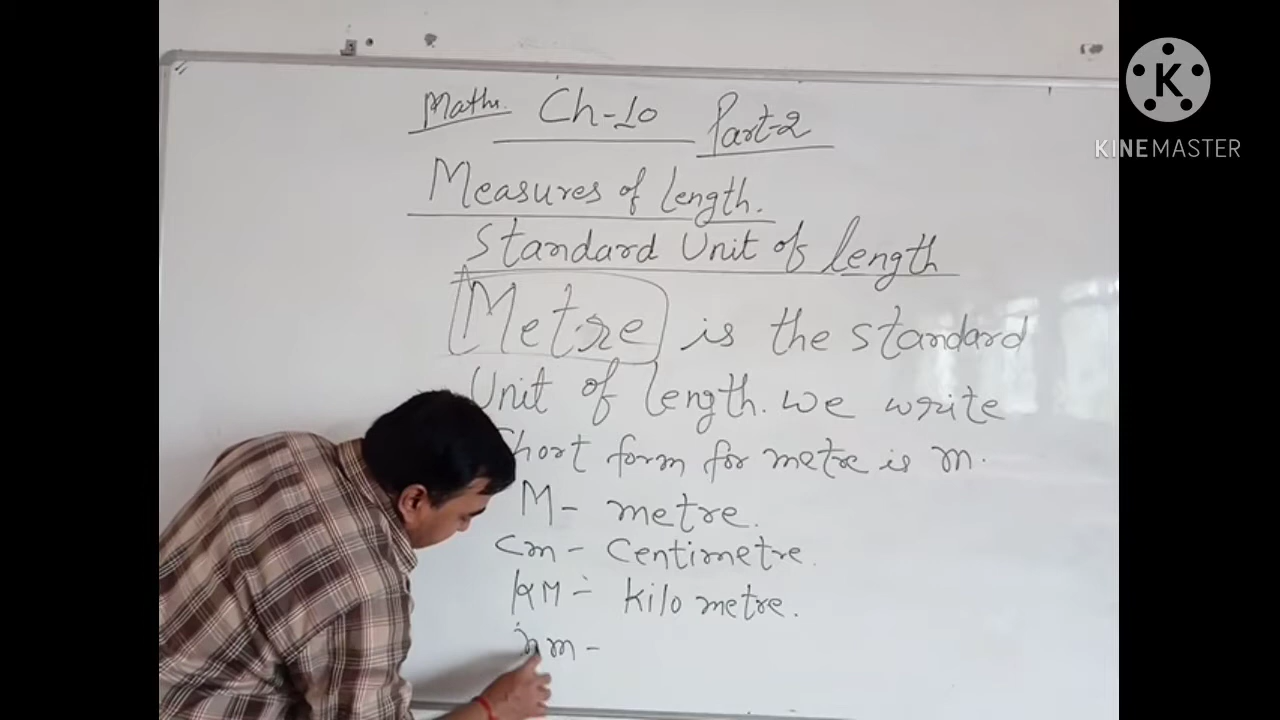 Maths. Ch-10 Part-2
Measures of length.
Standard Unit of length
Metre is the standard
Unit of length. we write
Short form for metre is m.
M- metre.
cm - Centimetre.
kM - kilo metre.
KINEMASTER